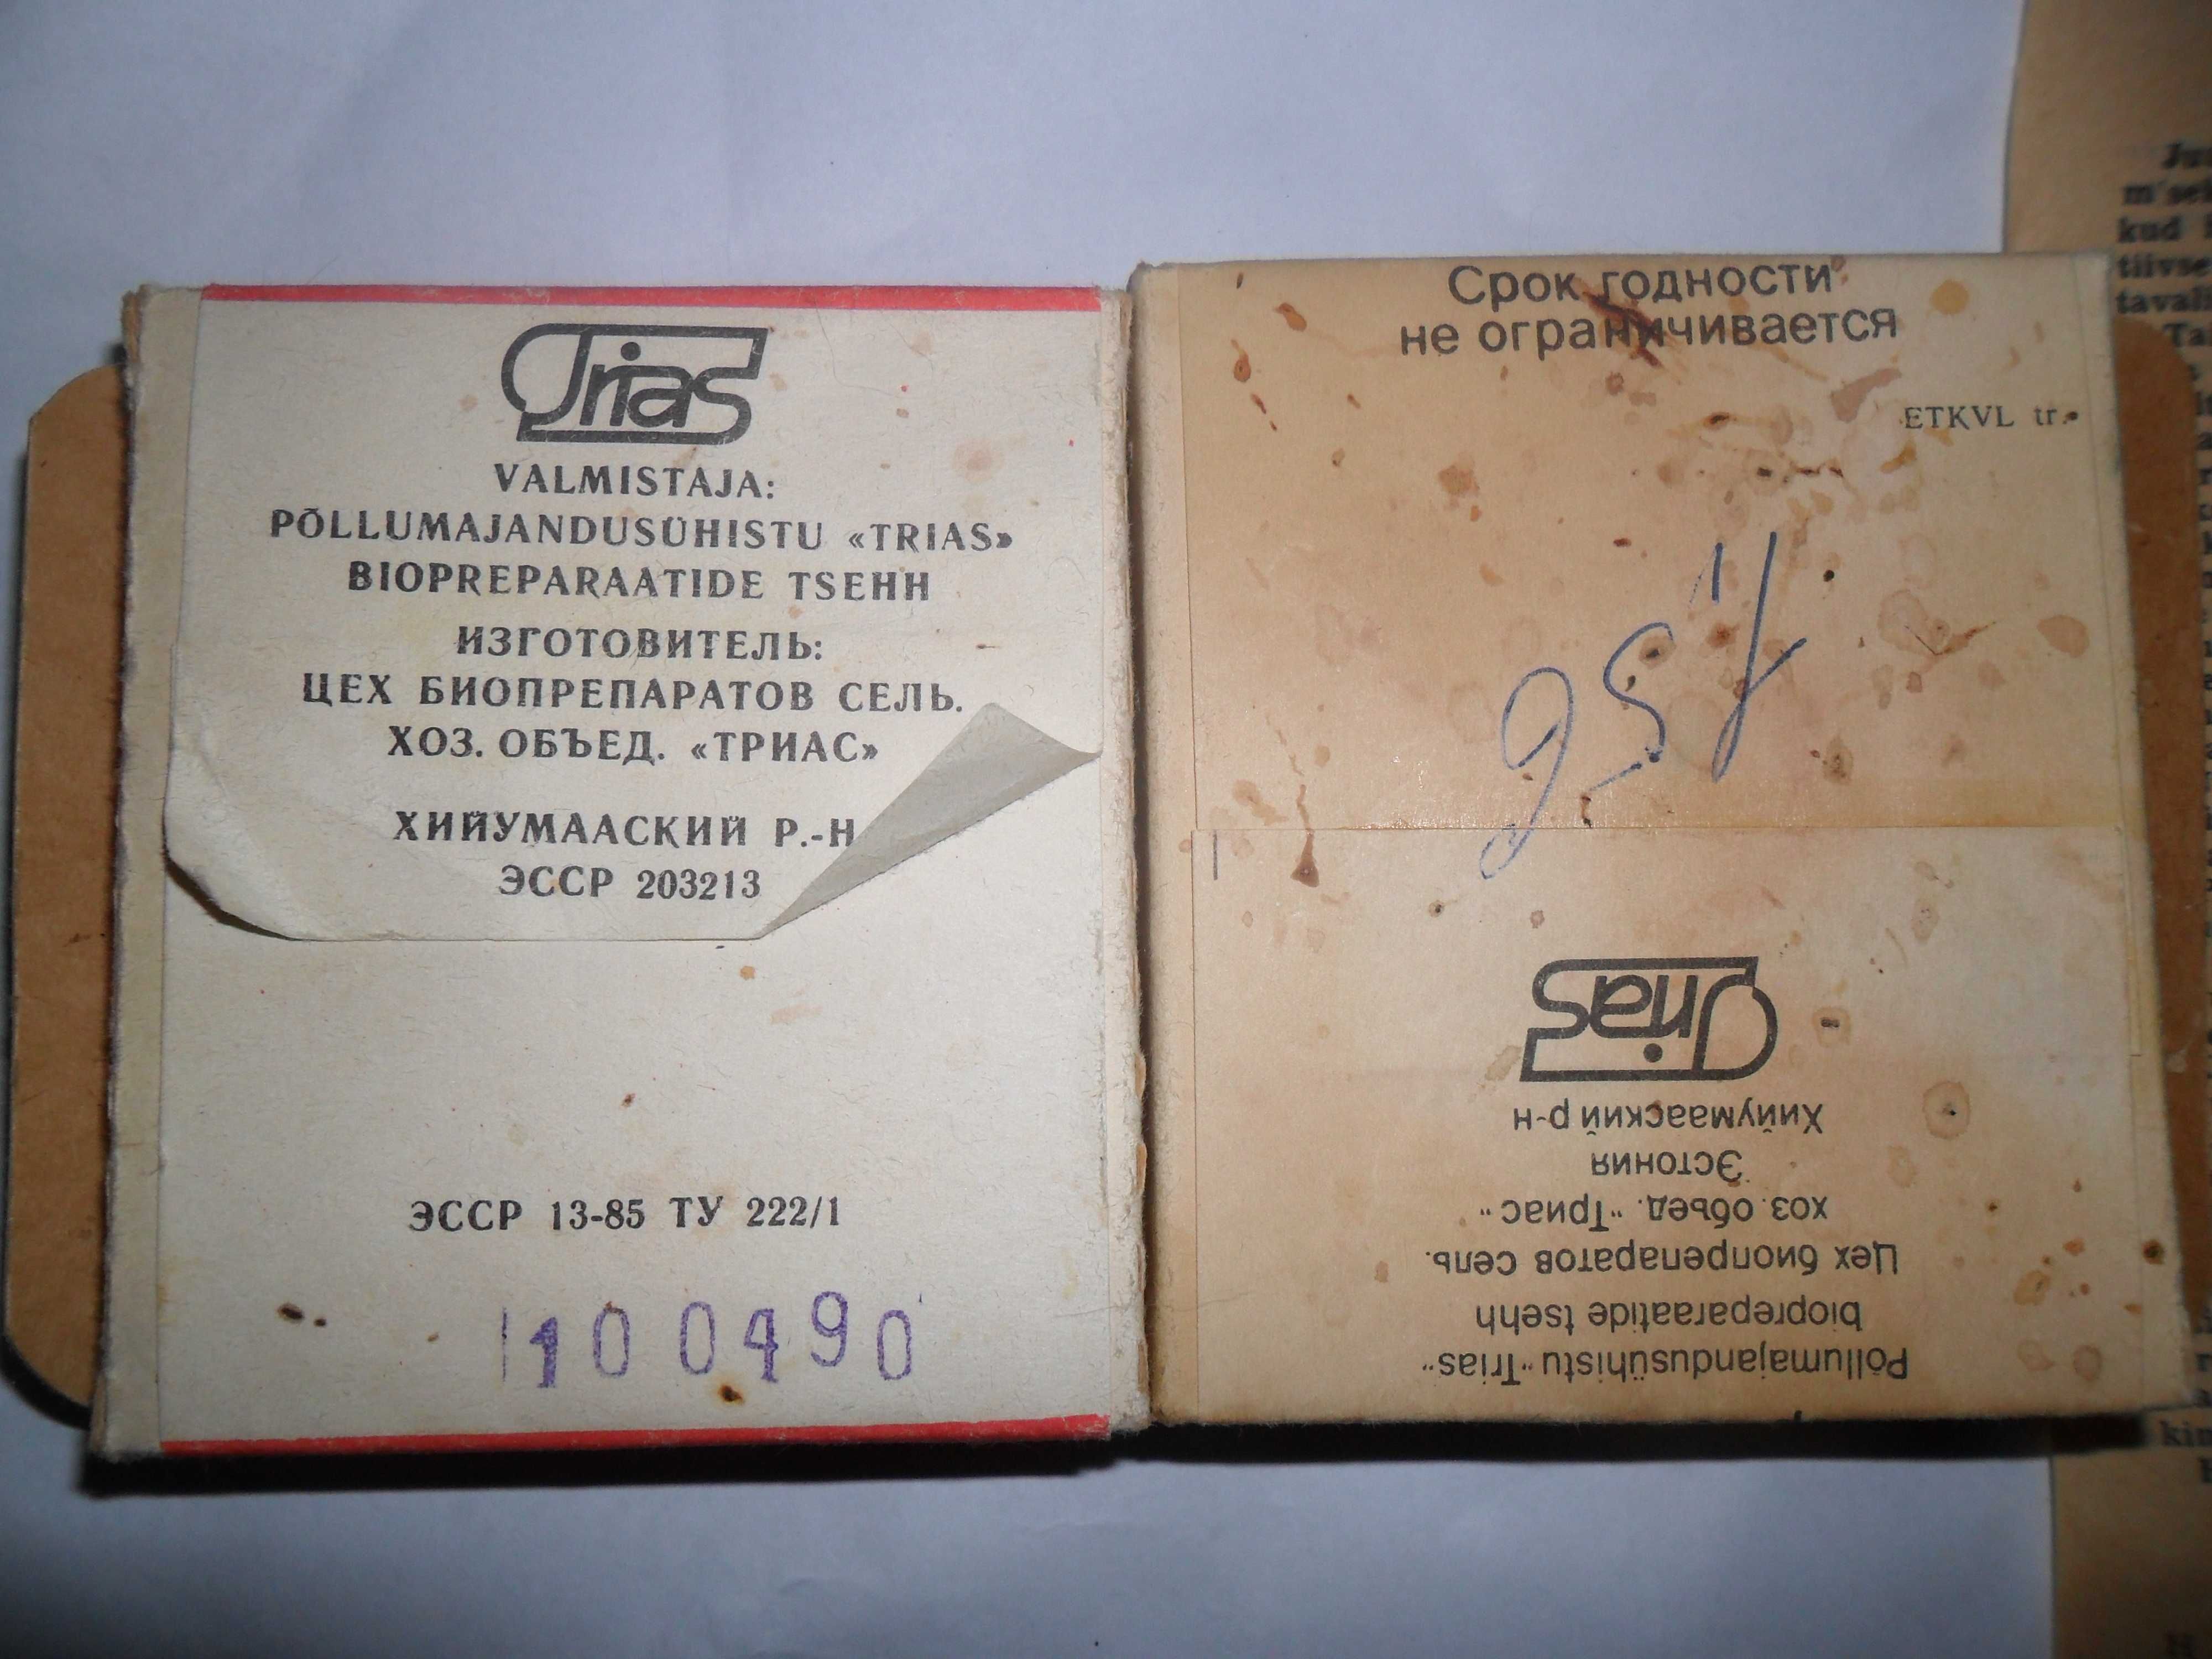 Trias
VALMISTAJA:
PÕLLUMAJANDUSÜHISTU «TRIAS»
BIOPREPARAATIDE TSEHH
ИЗГОТОВИТЕЛЬ:
ЦЕХ БИОПРЕПАРАТОВ СЕЛЬ.
ХОЗ. ОБЪЕД. «ТРИАС»
ХИЙУМААСКИЙ Р.-Н
ЭССР 203213
ЭССР 13-85 ТУ 222/1
100490
Срок годности
не ограничивается
ETKVL tr.
Põllumajandusühistu "Trias"
biopreparaatide tsehh
Цех биопрепаратов сель.
хоз. объед. "Триас"
Эстония
Хийумааский р-н
Trias
kud
tiivse